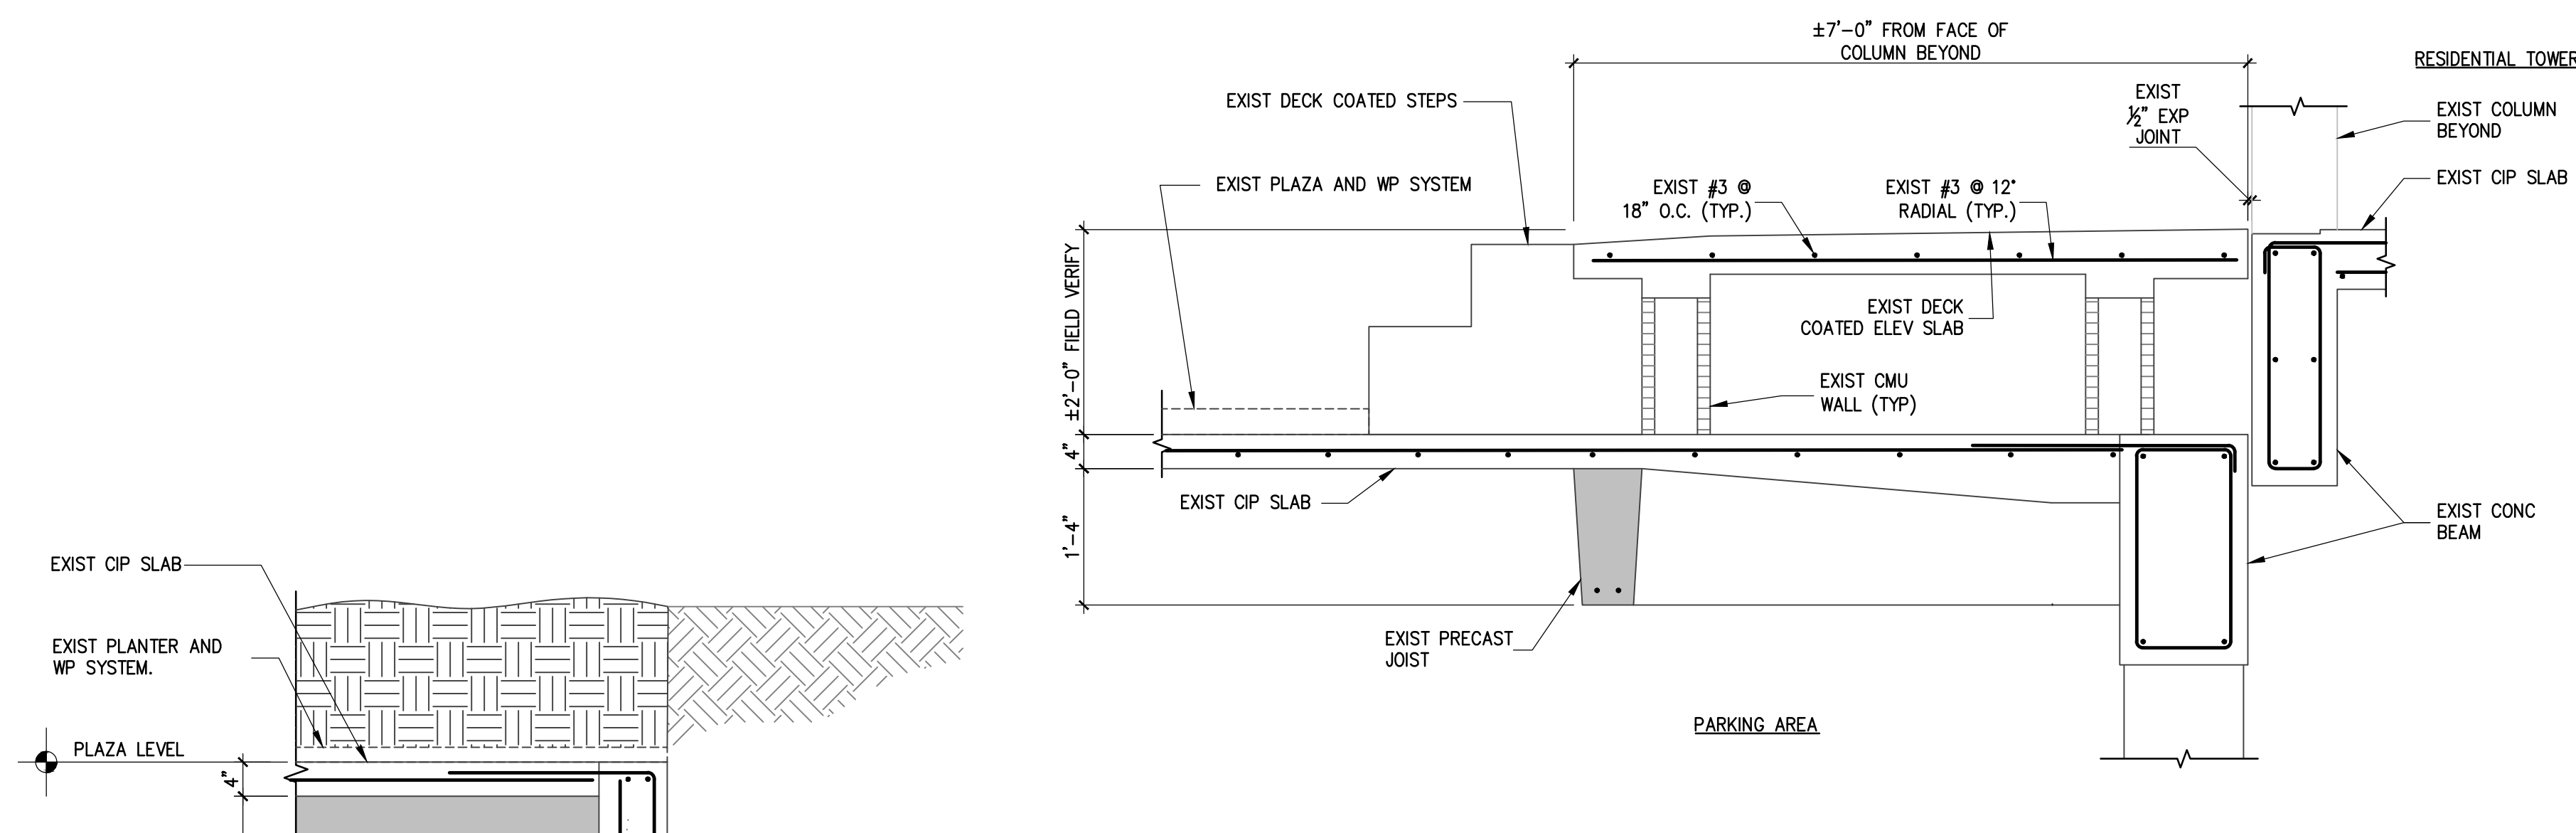 ±7'-0" FROM FACE OF
COLUMN BEYOND
RESIDENTIAL TOWER
EXIST DECK COATED STEPS
EXIST
½" EXP
JOINT
EXIST COLUMN
BEYOND
EXIST PLAZA AND WP SYSTEM
EXIST #3 @
18" O.C. (TYP.)
EXIST #3 @ 12°
RADIAL (TYP.)
EXIST CIP SLAB
±2'-0" FIELD VERIFY
EXIST DECK
COATED ELEV SLAB
EXIST CMU
WALL (TYP)
4"
EXIST CIP SLAB
1'-4"
EXIST CONC
BEAM
EXIST PRECAST
JOIST
PARKING AREA
EXIST CIP SLAB
EXIST PLANTER AND
WP SYSTEM.
PLAZA LEVEL
4"